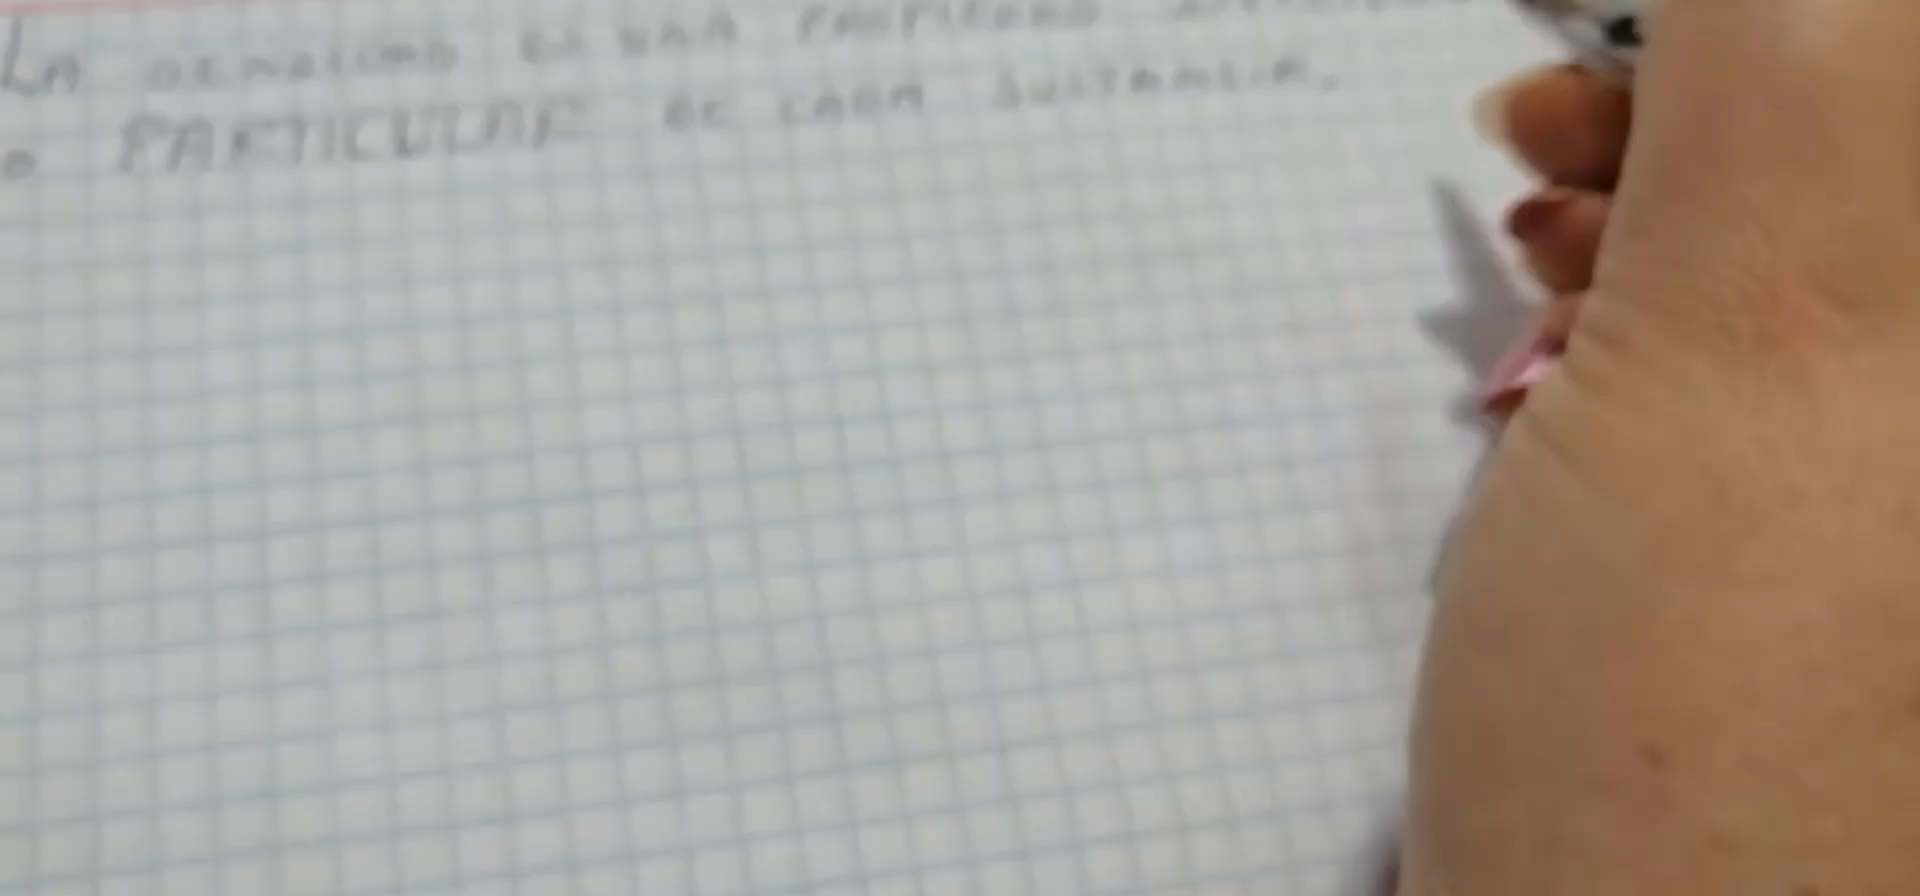 LA DENSIDAD ES UNA PROPIEDAD
O PARTICULAR DE CADA SUSTANCIA.